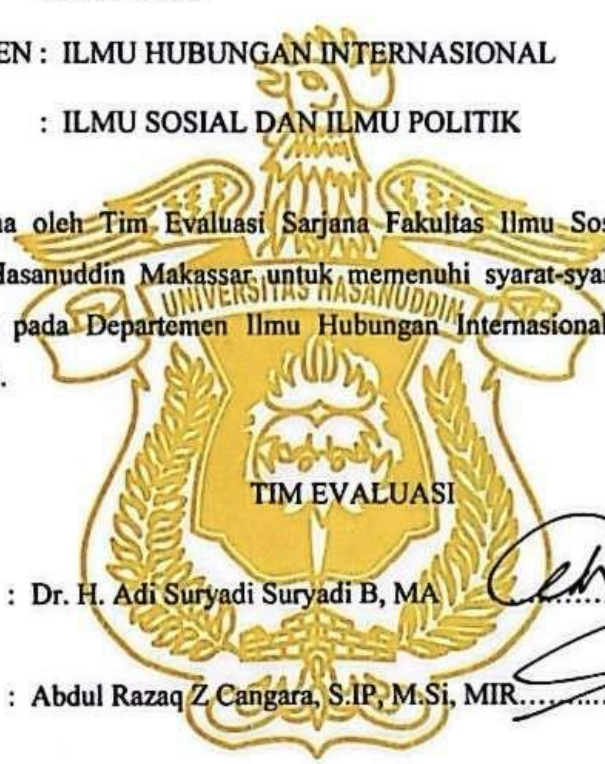 EN : ILMU HUBUNGAN INTERNASIONAL
: ILMU SOSIAL DAN ILMU POLITIK
na oleh Tim Evaluasi Sarjana Fakultas Ilmu Sos
Hasanuddin Makassar untuk memenuhi syarat-syar
UNIVERSITAS HASANUDDIN
pada Departemen Ilmu Hubungan Internasional
.
TIM EVALUASI
: Dr. H. Adi Suryadi Suryadi B, MA
: Abdul Razaq Z Cangara, S.IP, M.Si, MIR..........